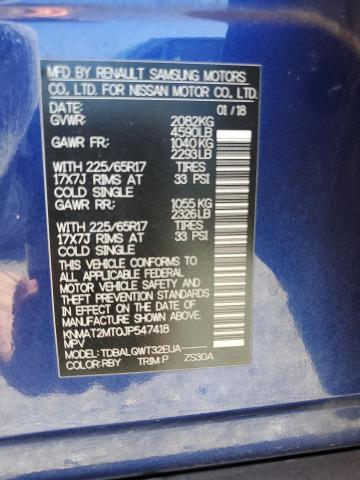 MFD BY RENAULT SAMSUNG MOTORS
CO., LTD. FOR NISSAN MOTOR CO., LTD.
DATE: 01 / 18
GVWR: 2082KG
4590LB
GAWR FR: 1040KG
2293LB
WITH 225/65R17 TIRES
17X7J RIMS AT 33 PSI
COLD SINGLE
GAWR RR: 1055 KG
2326LB
WITH 225/65R17 TIRES
17X7J RIMS AT 33 PSI
COLD SINGLE
THIS VEHICLE CONFORMS TO
ALL APPLICABLE FEDERAL
MOTOR VEHICLE SAFETY AND
THEFT PREVENTION STANDARDS
IN EFFECT ON THE DATE OF
MANUFACTURE SHOWN ABOVE.
KNMAT2MT0JP547418
MPV
MODEL: TDBALQWT32EUA-----
COLOR:RBY TRIM:P ZS30A